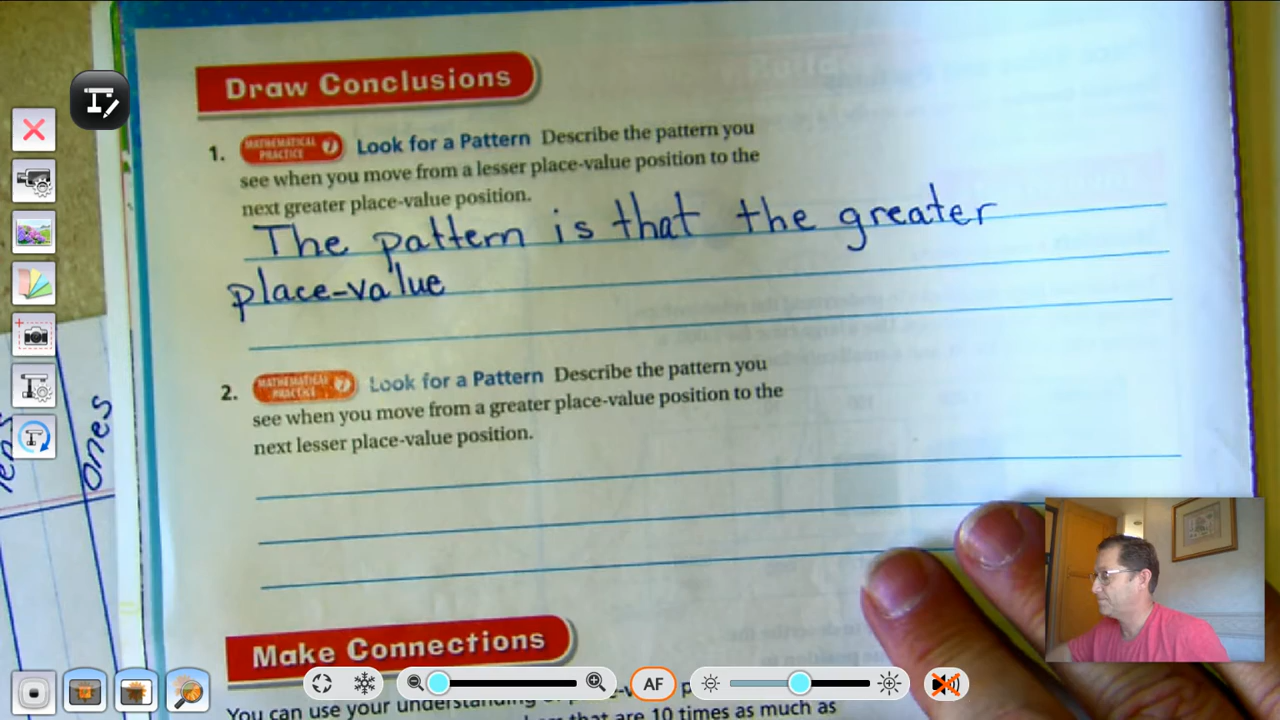 Draw Conclusions
1. MATHEMATICAL PRACTICE 7 Look for a Pattern Describe the pattern you
see when you move from a lesser place-value position to the
next greater place-value position.
The pattern is that the greater
place-value
2. MATHEMATICAL PRACTICE 7 Look for a Pattern Describe the pattern you
see when you move from a greater place-value position to the
next lesser place-value position.
ones
Make Connections
You can use your understanding
that are 10 times as much as
AF